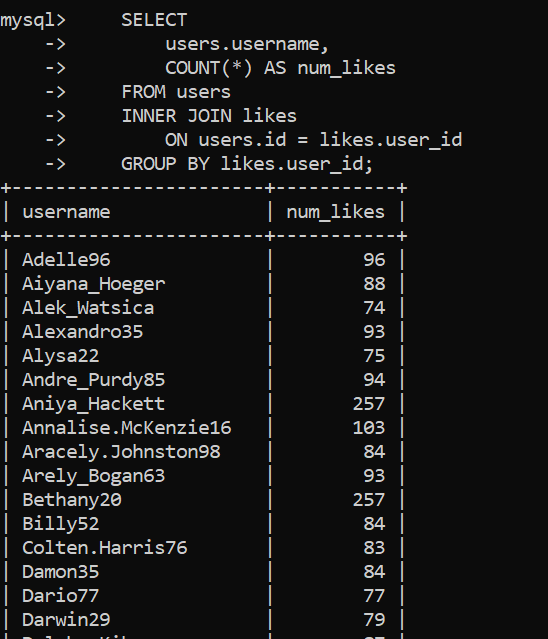 mysql>     SELECT
    ->         users.username,
    ->         COUNT(*) AS num_likes
    ->     FROM users
    ->     INNER JOIN likes
    ->         ON users.id = likes.user_id
    ->     GROUP BY likes.user_id;
+---------------------+-----------+
| username            | num_likes |
+---------------------+-----------+
| Adelle96            |        96 |
| Aiyana_Hoeger       |        88 |
| Alek_Watsica        |        74 |
| Alexandro35         |        93 |
| Alysa22             |        75 |
| Andre_Purdy85       |        94 |
| Aniya_Hackett       |       257 |
| Annalise.McKenzie16 |       103 |
| Aracely.Johnston98  |        84 |
| Arely_Bogan63       |        93 |
| Bethany20           |       257 |
| Billy52             |        84 |
| Colten.Harris76     |        83 |
| Damon35             |        84 |
| Dario77             |        77 |
| Darwin29            |        79 |